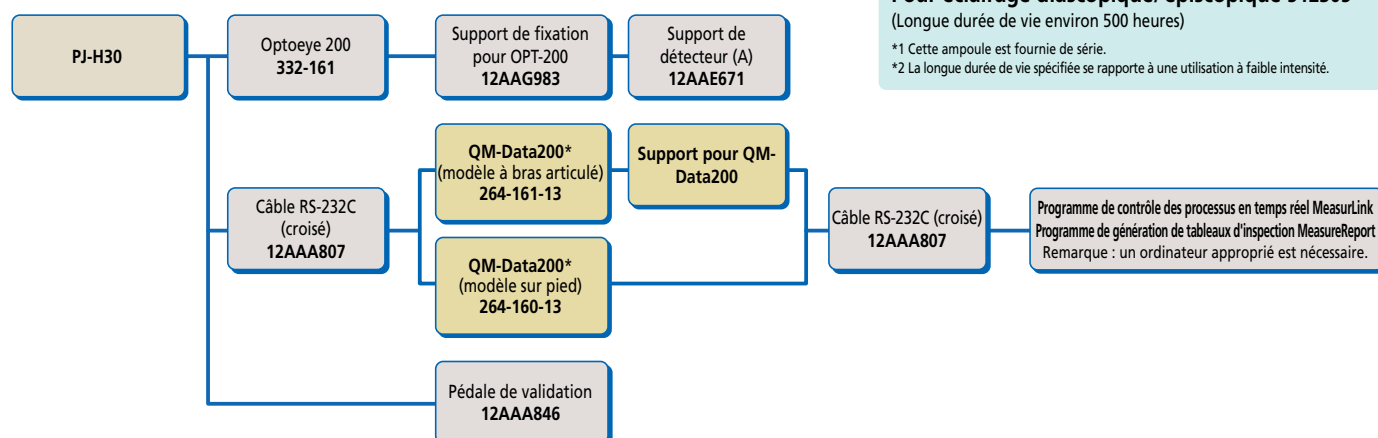 Pour éclairage diascopique/épiscopique 512305
(Longue durée de vie environ 500 heures)
*1 Cette ampoule est fournie de série.
*2 La longue durée de vie spécifiée se rapporte à une utilisation à faible intensité.
PJ-H30
Optoeye 200
332-161
Support de fixation
pour OPT-200
12AAG983
Support de
détecteur (A)
12AAE671
QM-Data200*
(modèle à bras articulé)
264-161-13
Support pour QM-
Data200
Câble RS-232C
(croisé)
12AAA807
QM-Data200*
(modèle sur pied)
264-160-13
Câble RS-232C (croisé)
12AAA807
Programme de contrôle des processus en temps réel MeasurLink
Programme de génération de tableaux d'inspection MeasureReport
Remarque : un ordinateur approprié est nécessaire.
Pédale de validation
12AAA846